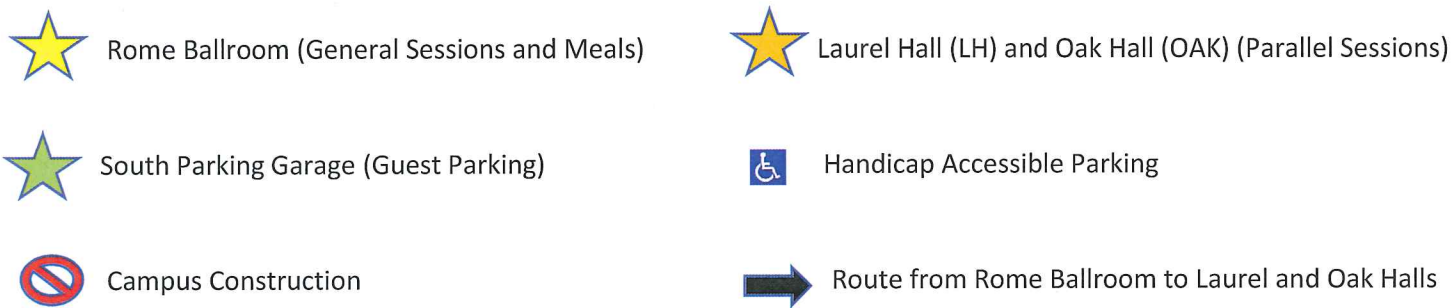 Rome Ballroom (General Sessions and Meals)
Laurel Hall (LH) and Oak Hall (OAK) (Parallel Sessions)
South Parking Garage (Guest Parking)
Handicap Accessible Parking
Campus Construction
Route from Rome Ballroom to Laurel and Oak Halls